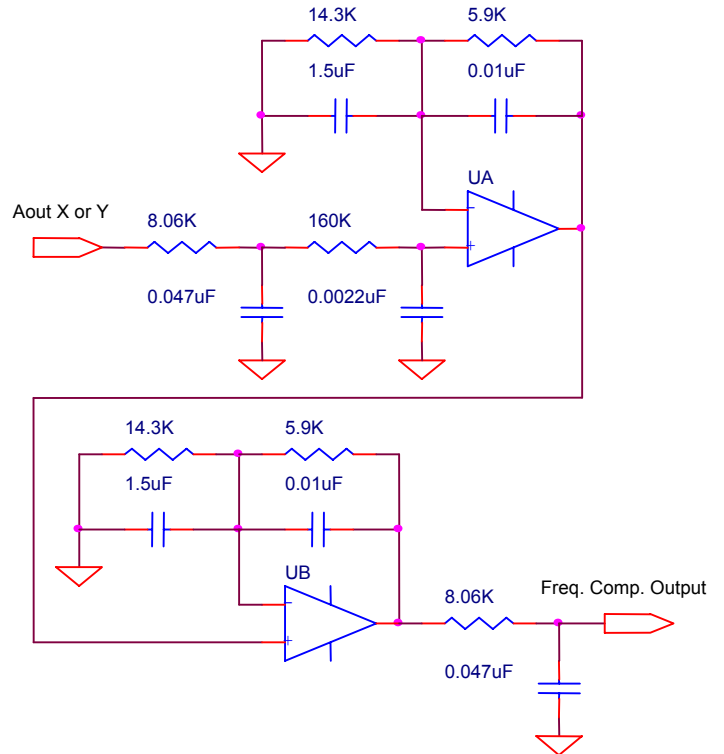 14.3K 5.9K
1.5uF 0.01uF
UA
Aout X or Y
8.06K 160K
0.047uF 0.0022uF
14.3K 5.9K
1.5uF 0.01uF
UB
Freq. Comp. Output
8.06K
0.047uF